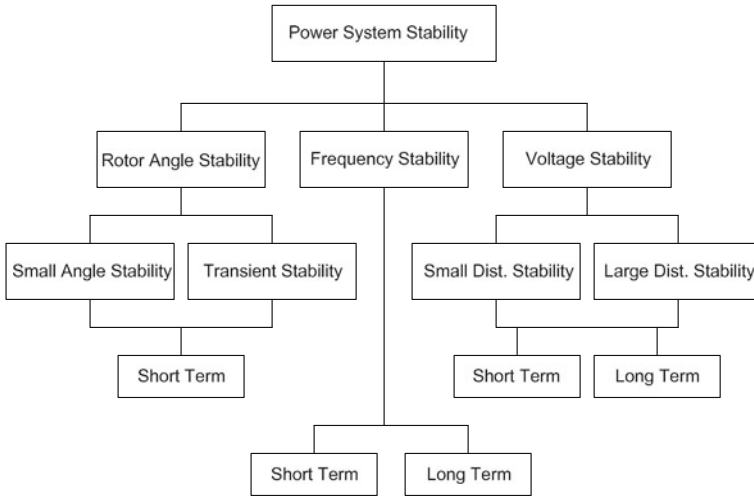 Power System Stability
Rotor Angle Stability
Frequency Stability
Voltage Stability
Small Angle Stability
Transient Stability
Small Dist. Stability
Large Dist. Stability
Short Term
Short Term
Long Term
Short Term
Long Term